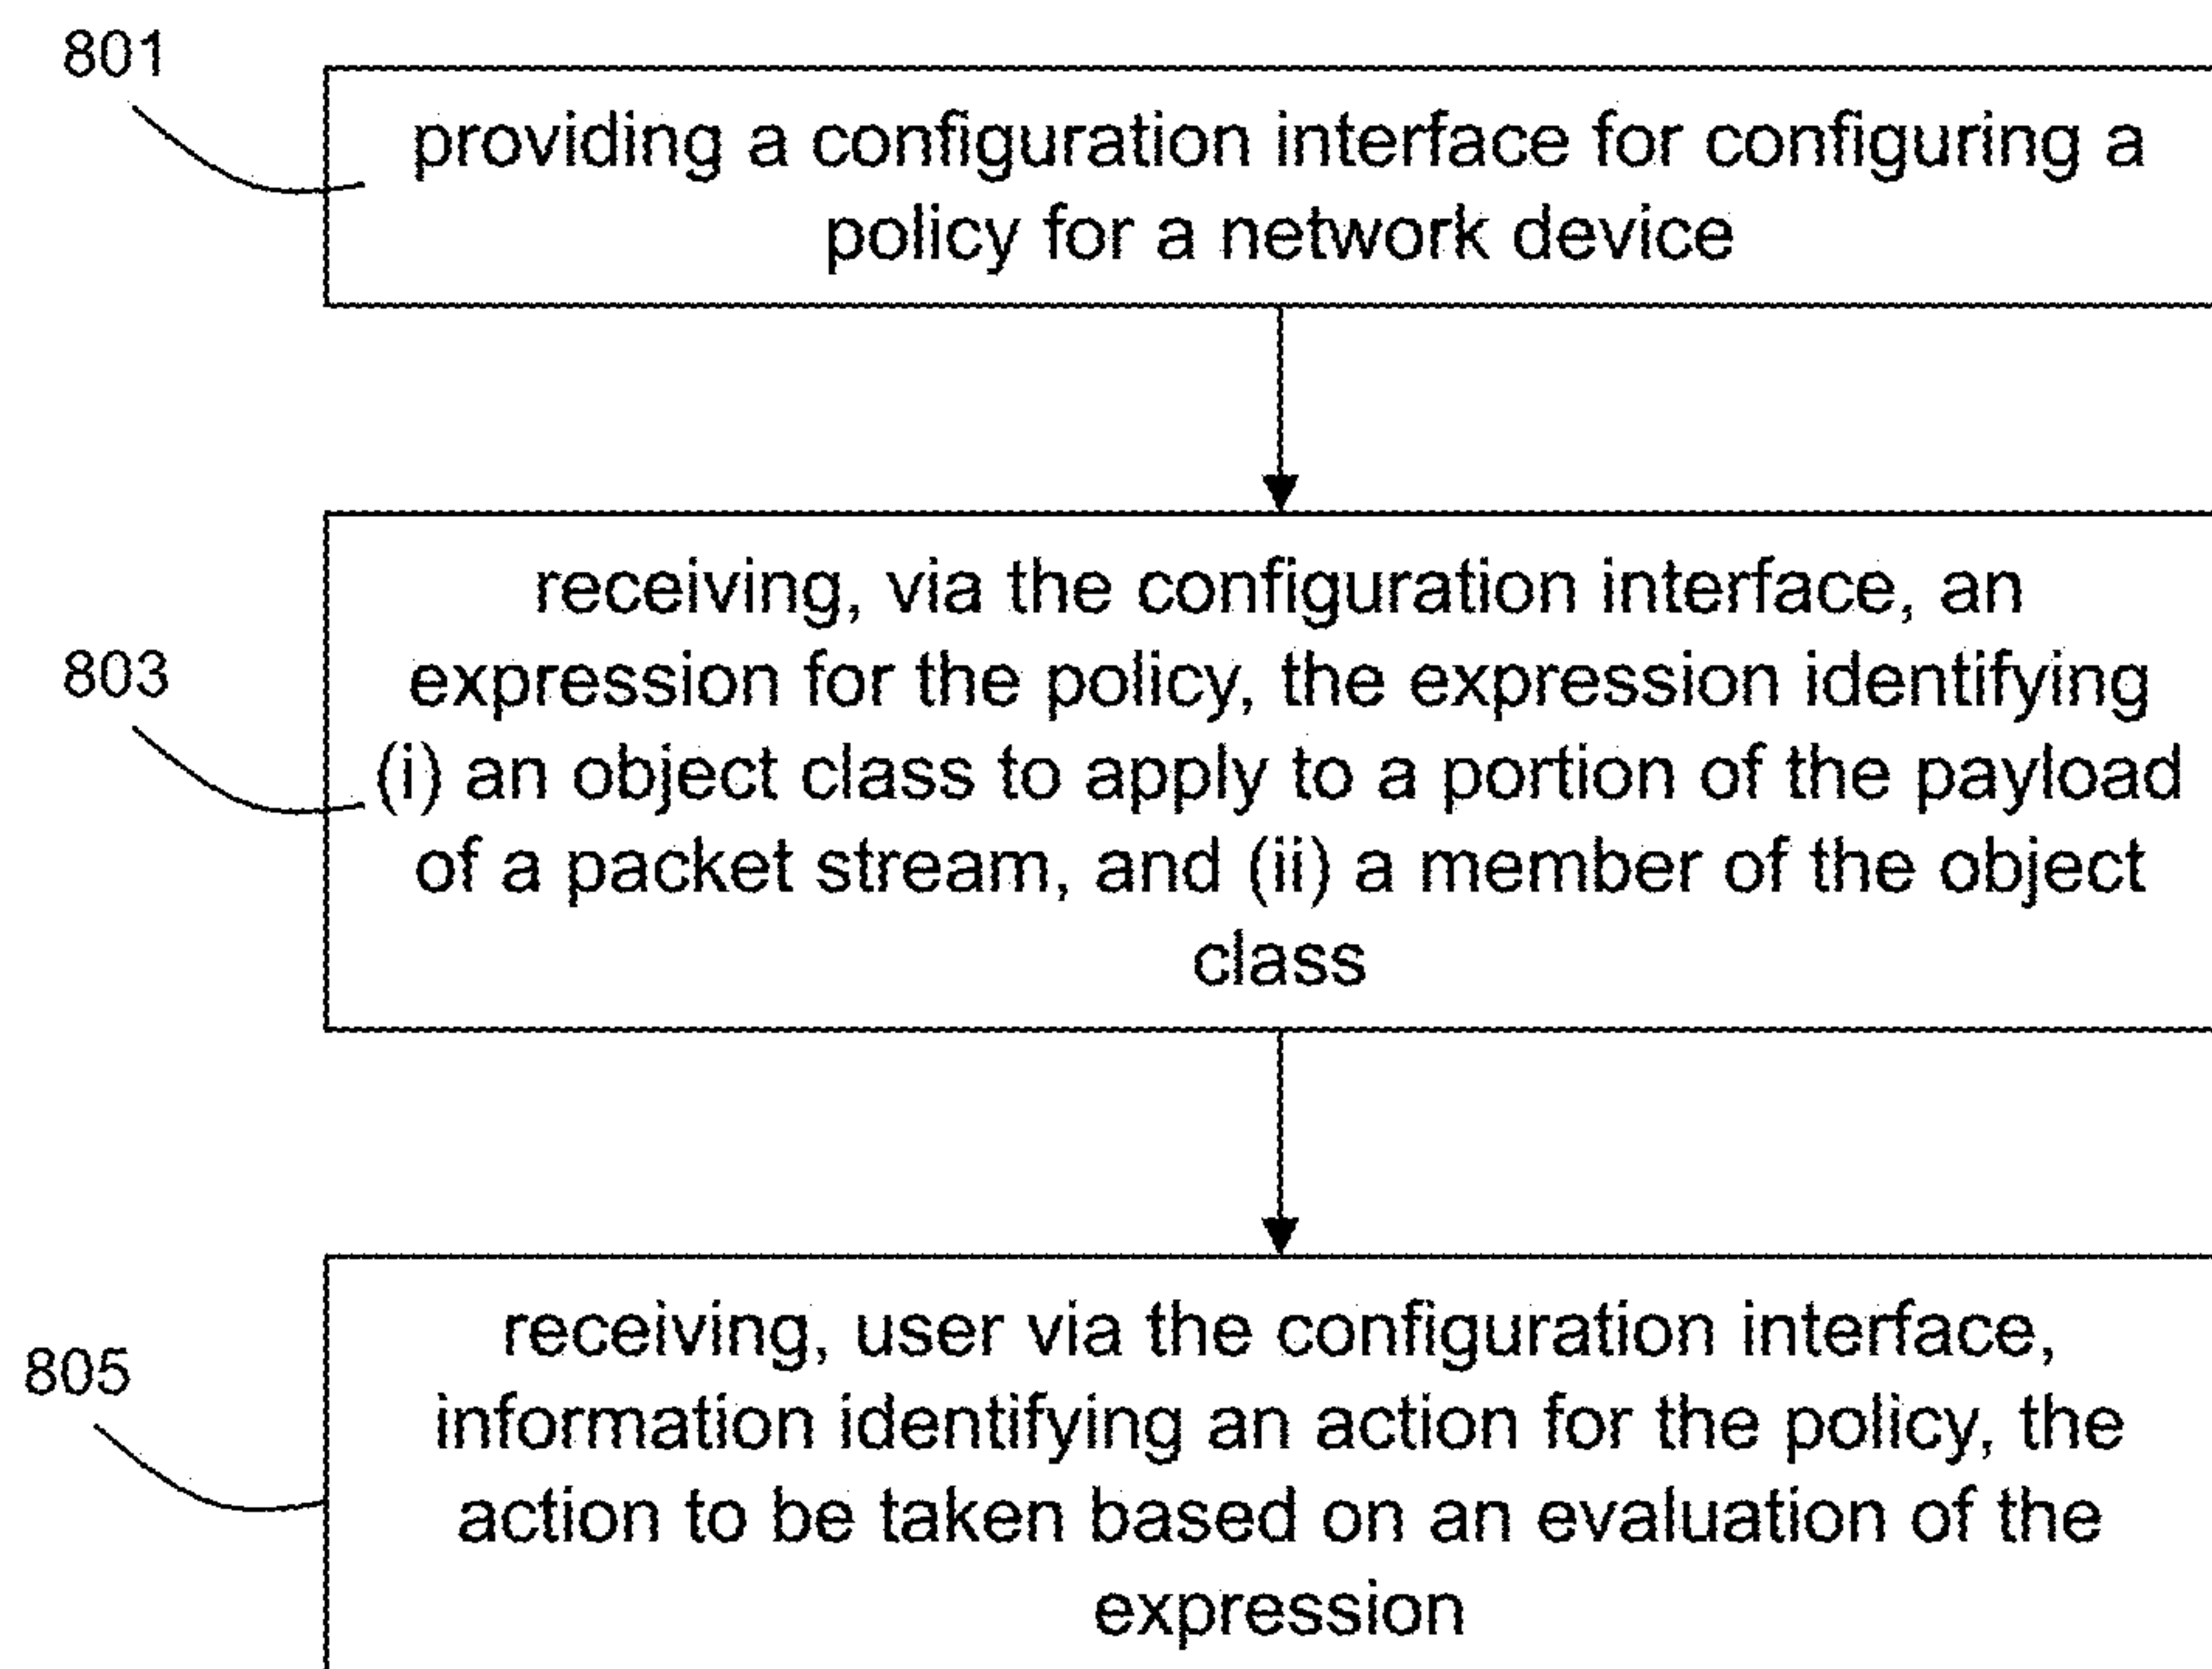 801
providing a configuration interface for configuring a
policy for a network device
receiving, via the configuration interface, an
expression for the policy, the expression identifying
803
(i) an object class to apply to a portion of the payload
of a packet stream, and (ii) a member of the object
class
receiving, user via the configuration interface,
805
information identifying an action for the policy, the
action to be taken based on an evaluation of the
expression